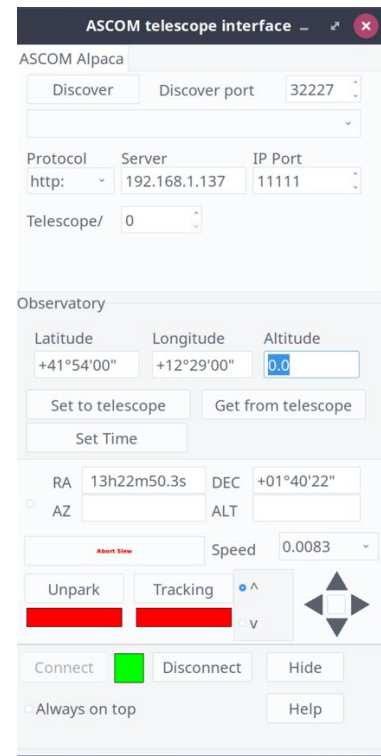 ASCOM telescope interface
ASCOM Alpaca
Discover Discover port 32227
Protocol Server IP Port
http: 192.168.1.137 11111
Telescope/ 0
Observatory
Latitude Longitude Altitude
+41°54'00" +12°29'00" 0.0
Set to telescope Get from telescope
Set Time
RA 13h22m50.3s DEC +01°40'22"
AZ ALT
Abort Slew Speed 0.0083
Unpark Tracking ^
v
Connect Disconnect Hide
Always on top Help